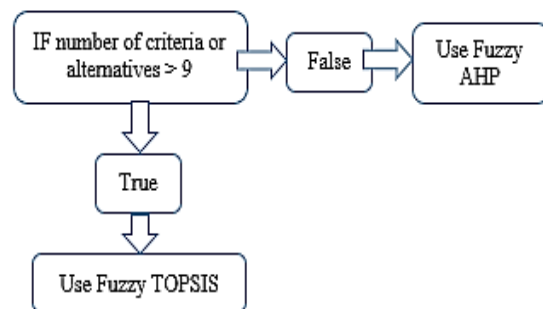 IF number of criteria or
alternatives > 9
False
Use Fuzzy
AHP
True
Use Fuzzy TOPSIS